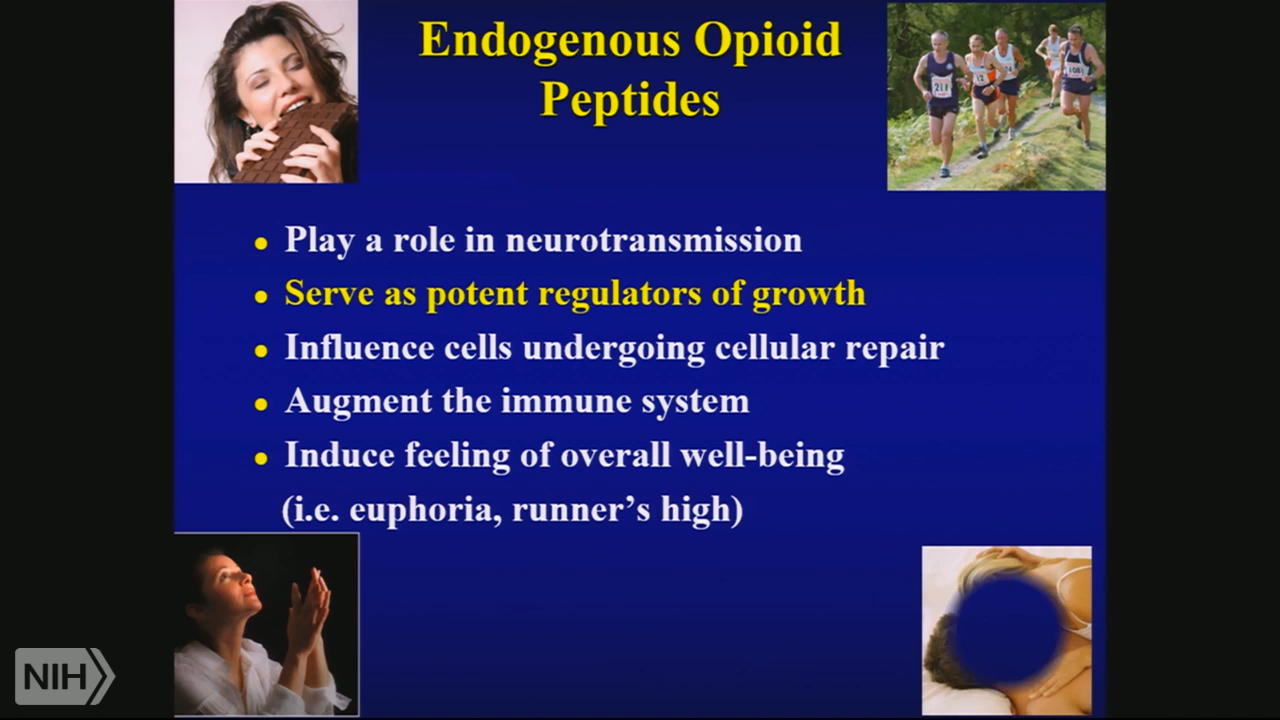 Endogenous Opioid
Peptides
• Play a role in neurotransmission
• Serve as potent regulators of growth
• Influence cells undergoing cellular repair
• Augment the immune system
• Induce feeling of overall well-being
(i.e. euphoria, runner’s high)
211
NIH